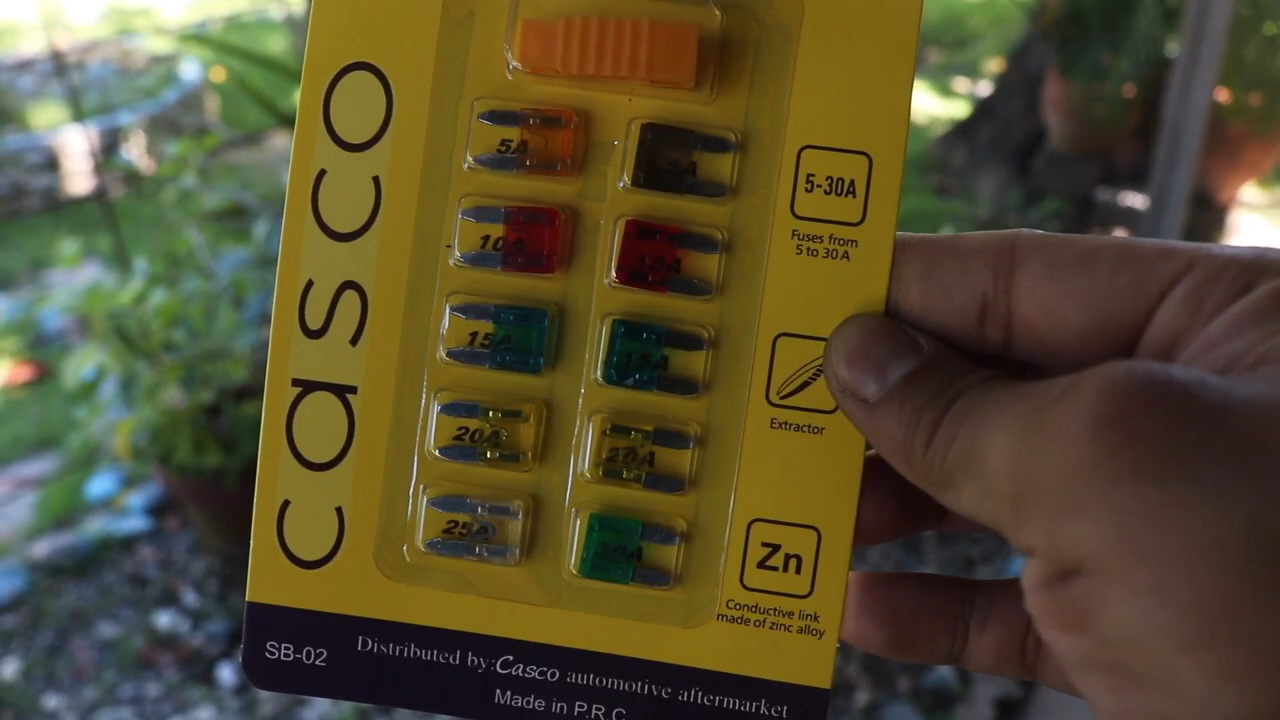 casco
5A
10A
10A
15A
15A
20A
20A
25A
5-30A
Fuses from
5 to 30 A
Extractor
Zn
Conductive link
made of zinc alloy
SB-02
Distributed by:Casco automotive aftermarket
Made in P.R.C.